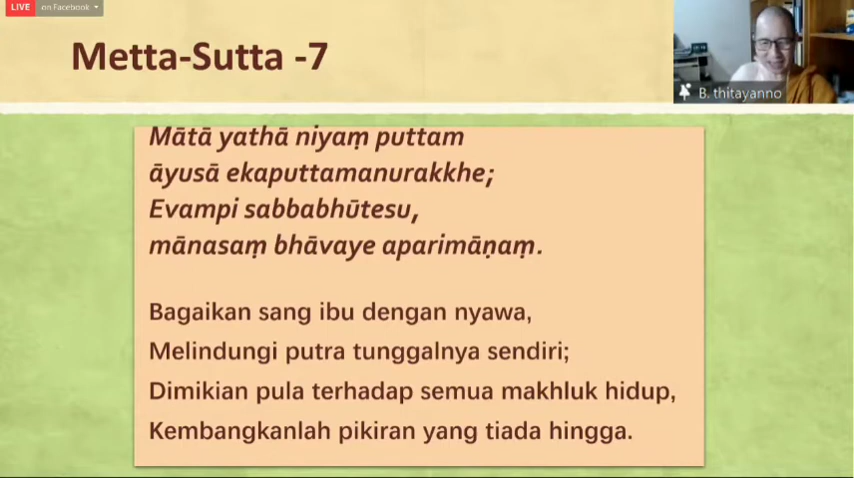 LIVE on Facebook
Metta-Sutta -7
B. thitayanno
Mātā yathā niyaṃ puttam
āyusā ekaputtamanurakkhe;
Evampi sabbabhūtesu,
mānasaṃ bhāvaye aparimāṇaṃ.
Bagaikan sang ibu dengan nyawa,
Melindungi putra tunggalnya sendiri;
Dimikian pula terhadap semua makhluk hidup,
Kembangkanlah pikiran yang tiada hingga.